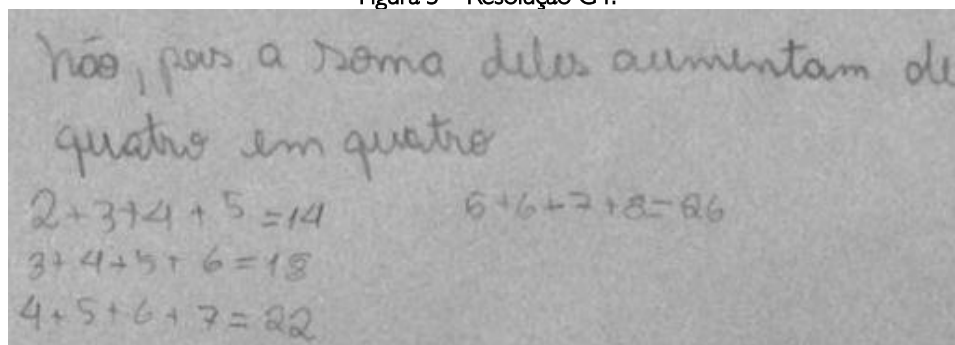 Figura 5 – Resolução G4.
Não, pois a soma deles aumentam de
quatro em quatro
2+3+4+5=14
5+6+7+8=26
3+4+5+6=18
4+5+6+7=22